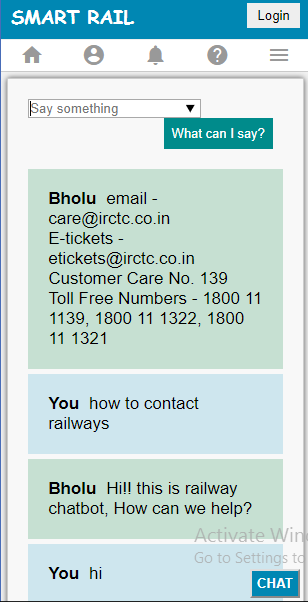 SMART RAIL
Login
Say something
What can I say?
Bholu email -
care@irctc.co.in
E-tickets -
etickets@irctc.co.in
Customer Care No. 139
Toll Free Numbers - 1800 11
1139, 1800 11 1322, 1800
11 1321
You how to contact
railways
Bholu Hi!! this is railway
chatbot, How can we help?
Activate Win
Go to Settings to
You hi
CHAT